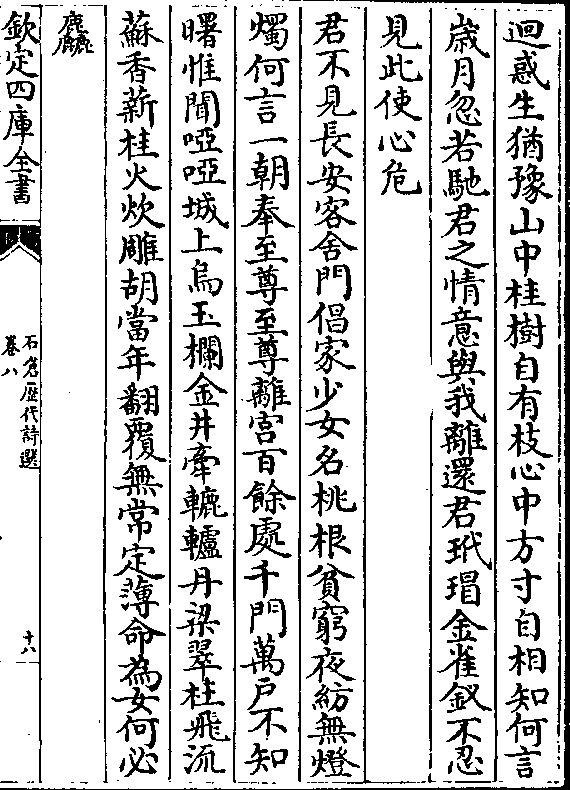 迴惑生猶豫山中桂樹自有枝心中方寸自相知何言
歲月忽若馳君之情意與我離還君玳瑁金雀釵不忍
見此使心危
君不見長安客舍門倡家少女名桃根貧窮夜紡無燈
燭何言一朝奉至尊至尊離宮百餘處千門萬戶不知
曙惟聞啞啞城上烏玉欄金井牽轆轤丹梁翠柱飛流
蘇香薪桂火炊雕胡當年翻覆無常定薄命為女何必
麤
欽定四庫全書
石倉歷代詩選
卷八
十八